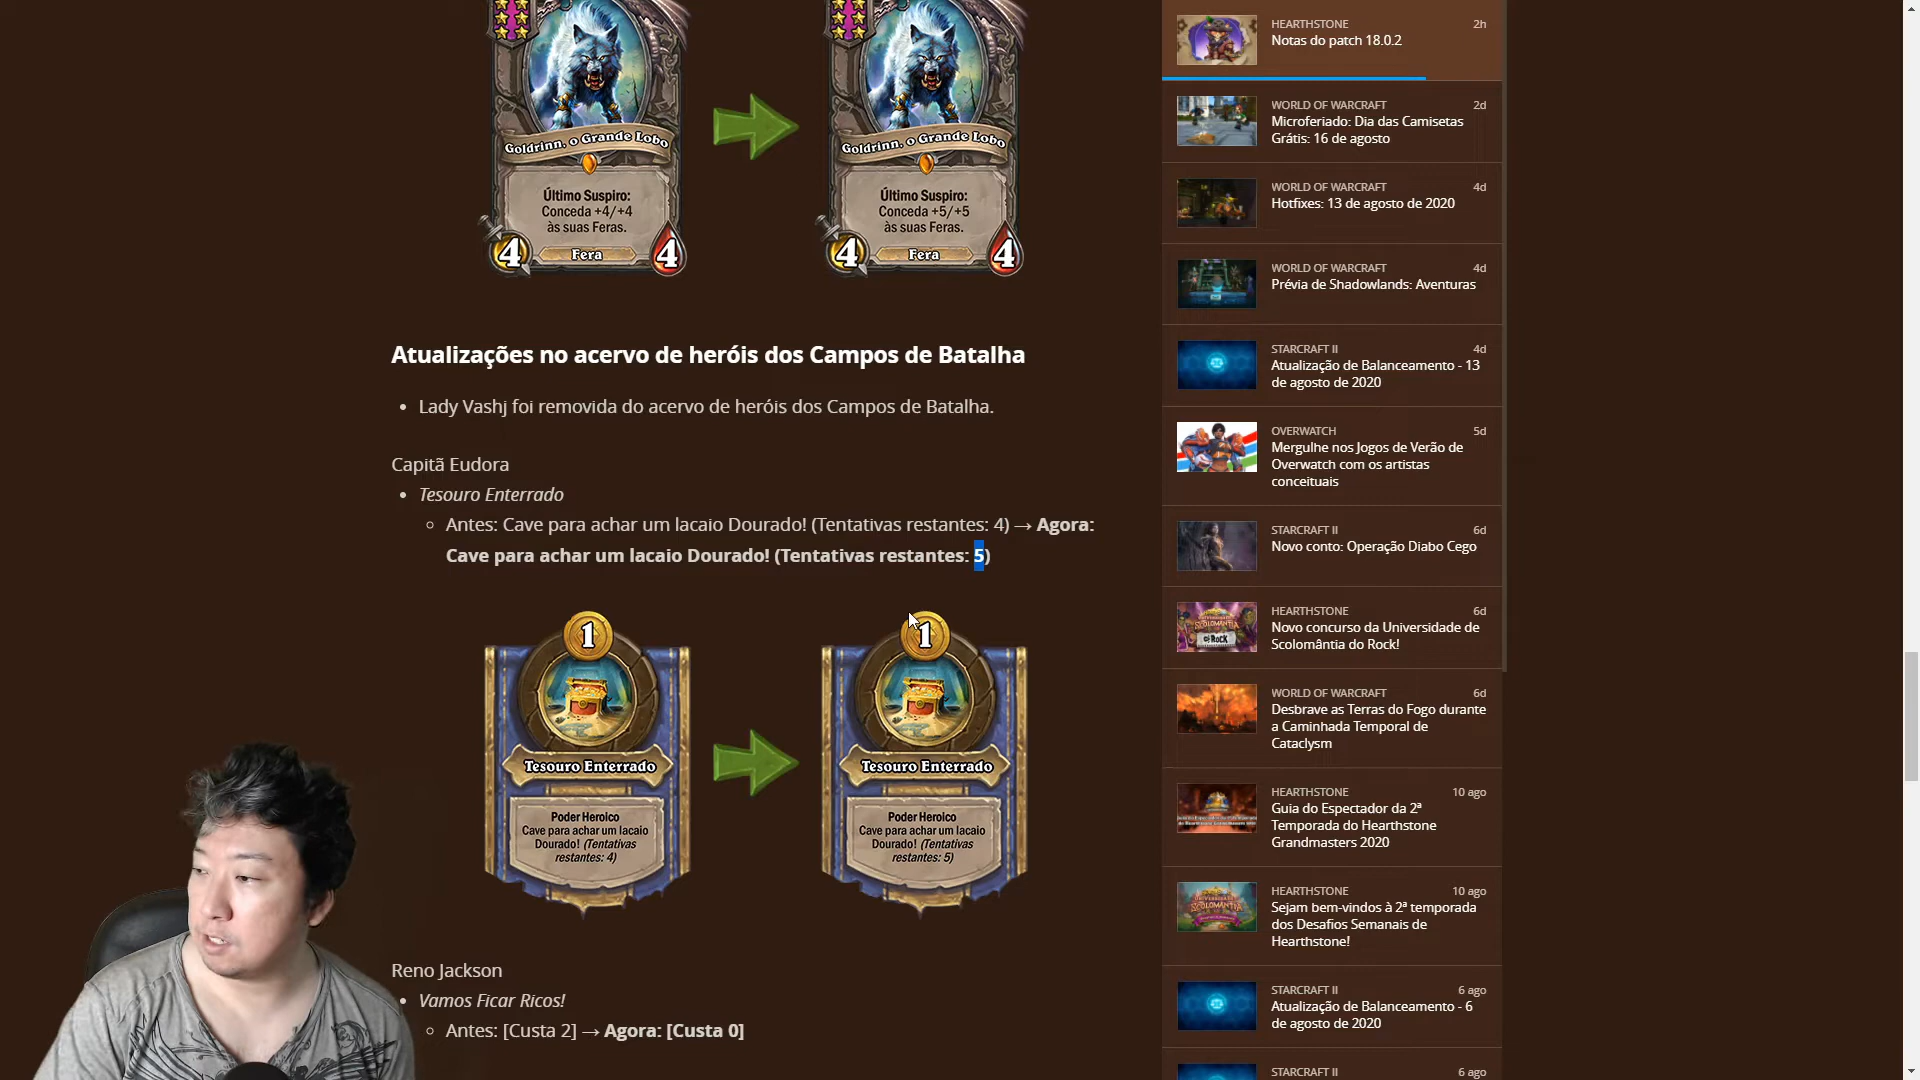 Goldrinn, o Grande Lobo
Último Suspiro:
Conceda +4/+4
às suas Feras.
4
Fera
4
Goldrinn, o Grande Lobo
Último Suspiro:
Conceda +5/+5
às suas Feras.
4
Fera
4
Atualizações no acervo de heróis dos Campos de Batalha
Lady Vashj foi removida do acervo de heróis dos Campos de Batalha.
Capitã Eudora
Tesouro Enterrado
Antes: Cave para achar um lacaio Dourado! (Tentativas restantes: 4) → Agora:
Cave para achar um lacaio Dourado! (Tentativas restantes: 5)
1
Tesouro Enterrado
Poder Heroico
Cave para achar um lacaio
Dourado! (Tentativas
restantes: 4)
1
Tesouro Enterrado
Poder Heroico
Cave para achar um lacaio
Dourado! (Tentativas
restantes: 5)
Reno Jackson
Vamos Ficar Ricos!
Antes: [Custa 2] → Agora: [Custa 0]
HEARTHSTONE 2h
Notas do patch 18.0.2
WORLD OF WARCRAFT 2d
Microferiado: Dia das Camisetas
Grátis: 16 de agosto
WORLD OF WARCRAFT 4d
Hotfixes: 13 de agosto de 2020
WORLD OF WARCRAFT 4d
Prévia de Shadowlands: Aventuras
STARCRAFT II 4d
Atualização de Balanceamento - 13
de agosto de 2020
OVERWATCH 5d
Mergulhe nos Jogos de Verão de
Overwatch com os artistas
conceituais
STARCRAFT II 6d
Novo conto: Operação Diabo Cego
HEARTHSTONE 6d
Novo concurso da Universidade de
Scolomântia do Rock!
WORLD OF WARCRAFT 6d
Desbrave as Terras do Fogo durante
a Caminhada Temporal de
Cataclysm
HEARTHSTONE 10 ago
Guia do Espectador da 2ª
Temporada do Hearthstone
Grandmasters 2020
HEARTHSTONE 10 ago
Sejam bem-vindos à 2ª temporada
dos Desafios Semanais de
Hearthstone!
STARCRAFT II 6 ago
Atualização de Balanceamento - 6
de agosto de 2020
STARCRAFT II 6 ago